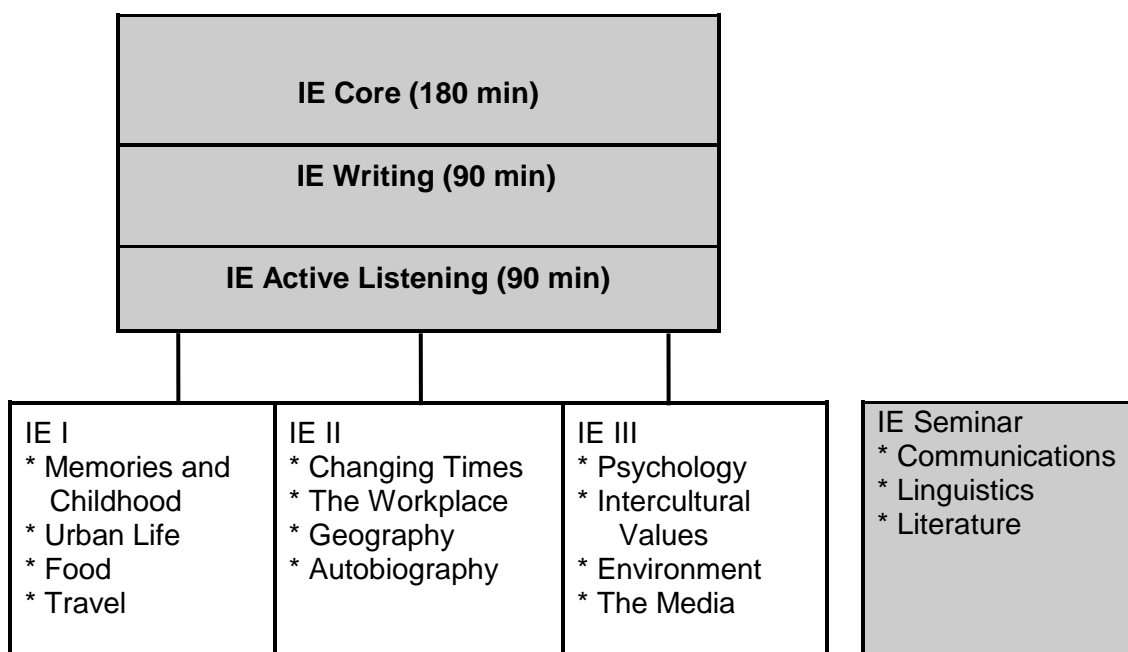 IE Core (180 min)
IE Writing (90 min)
IE Active Listening (90 min)
IE I
* Memories and
Childhood
* Urban Life
* Food
* Travel
IE II
* Changing Times
* The Workplace
* Geography
* Autobiography
IE III
* Psychology
* Intercultural
Values
* Environment
* The Media
IE Seminar
* Communications
* Linguistics
* Literature